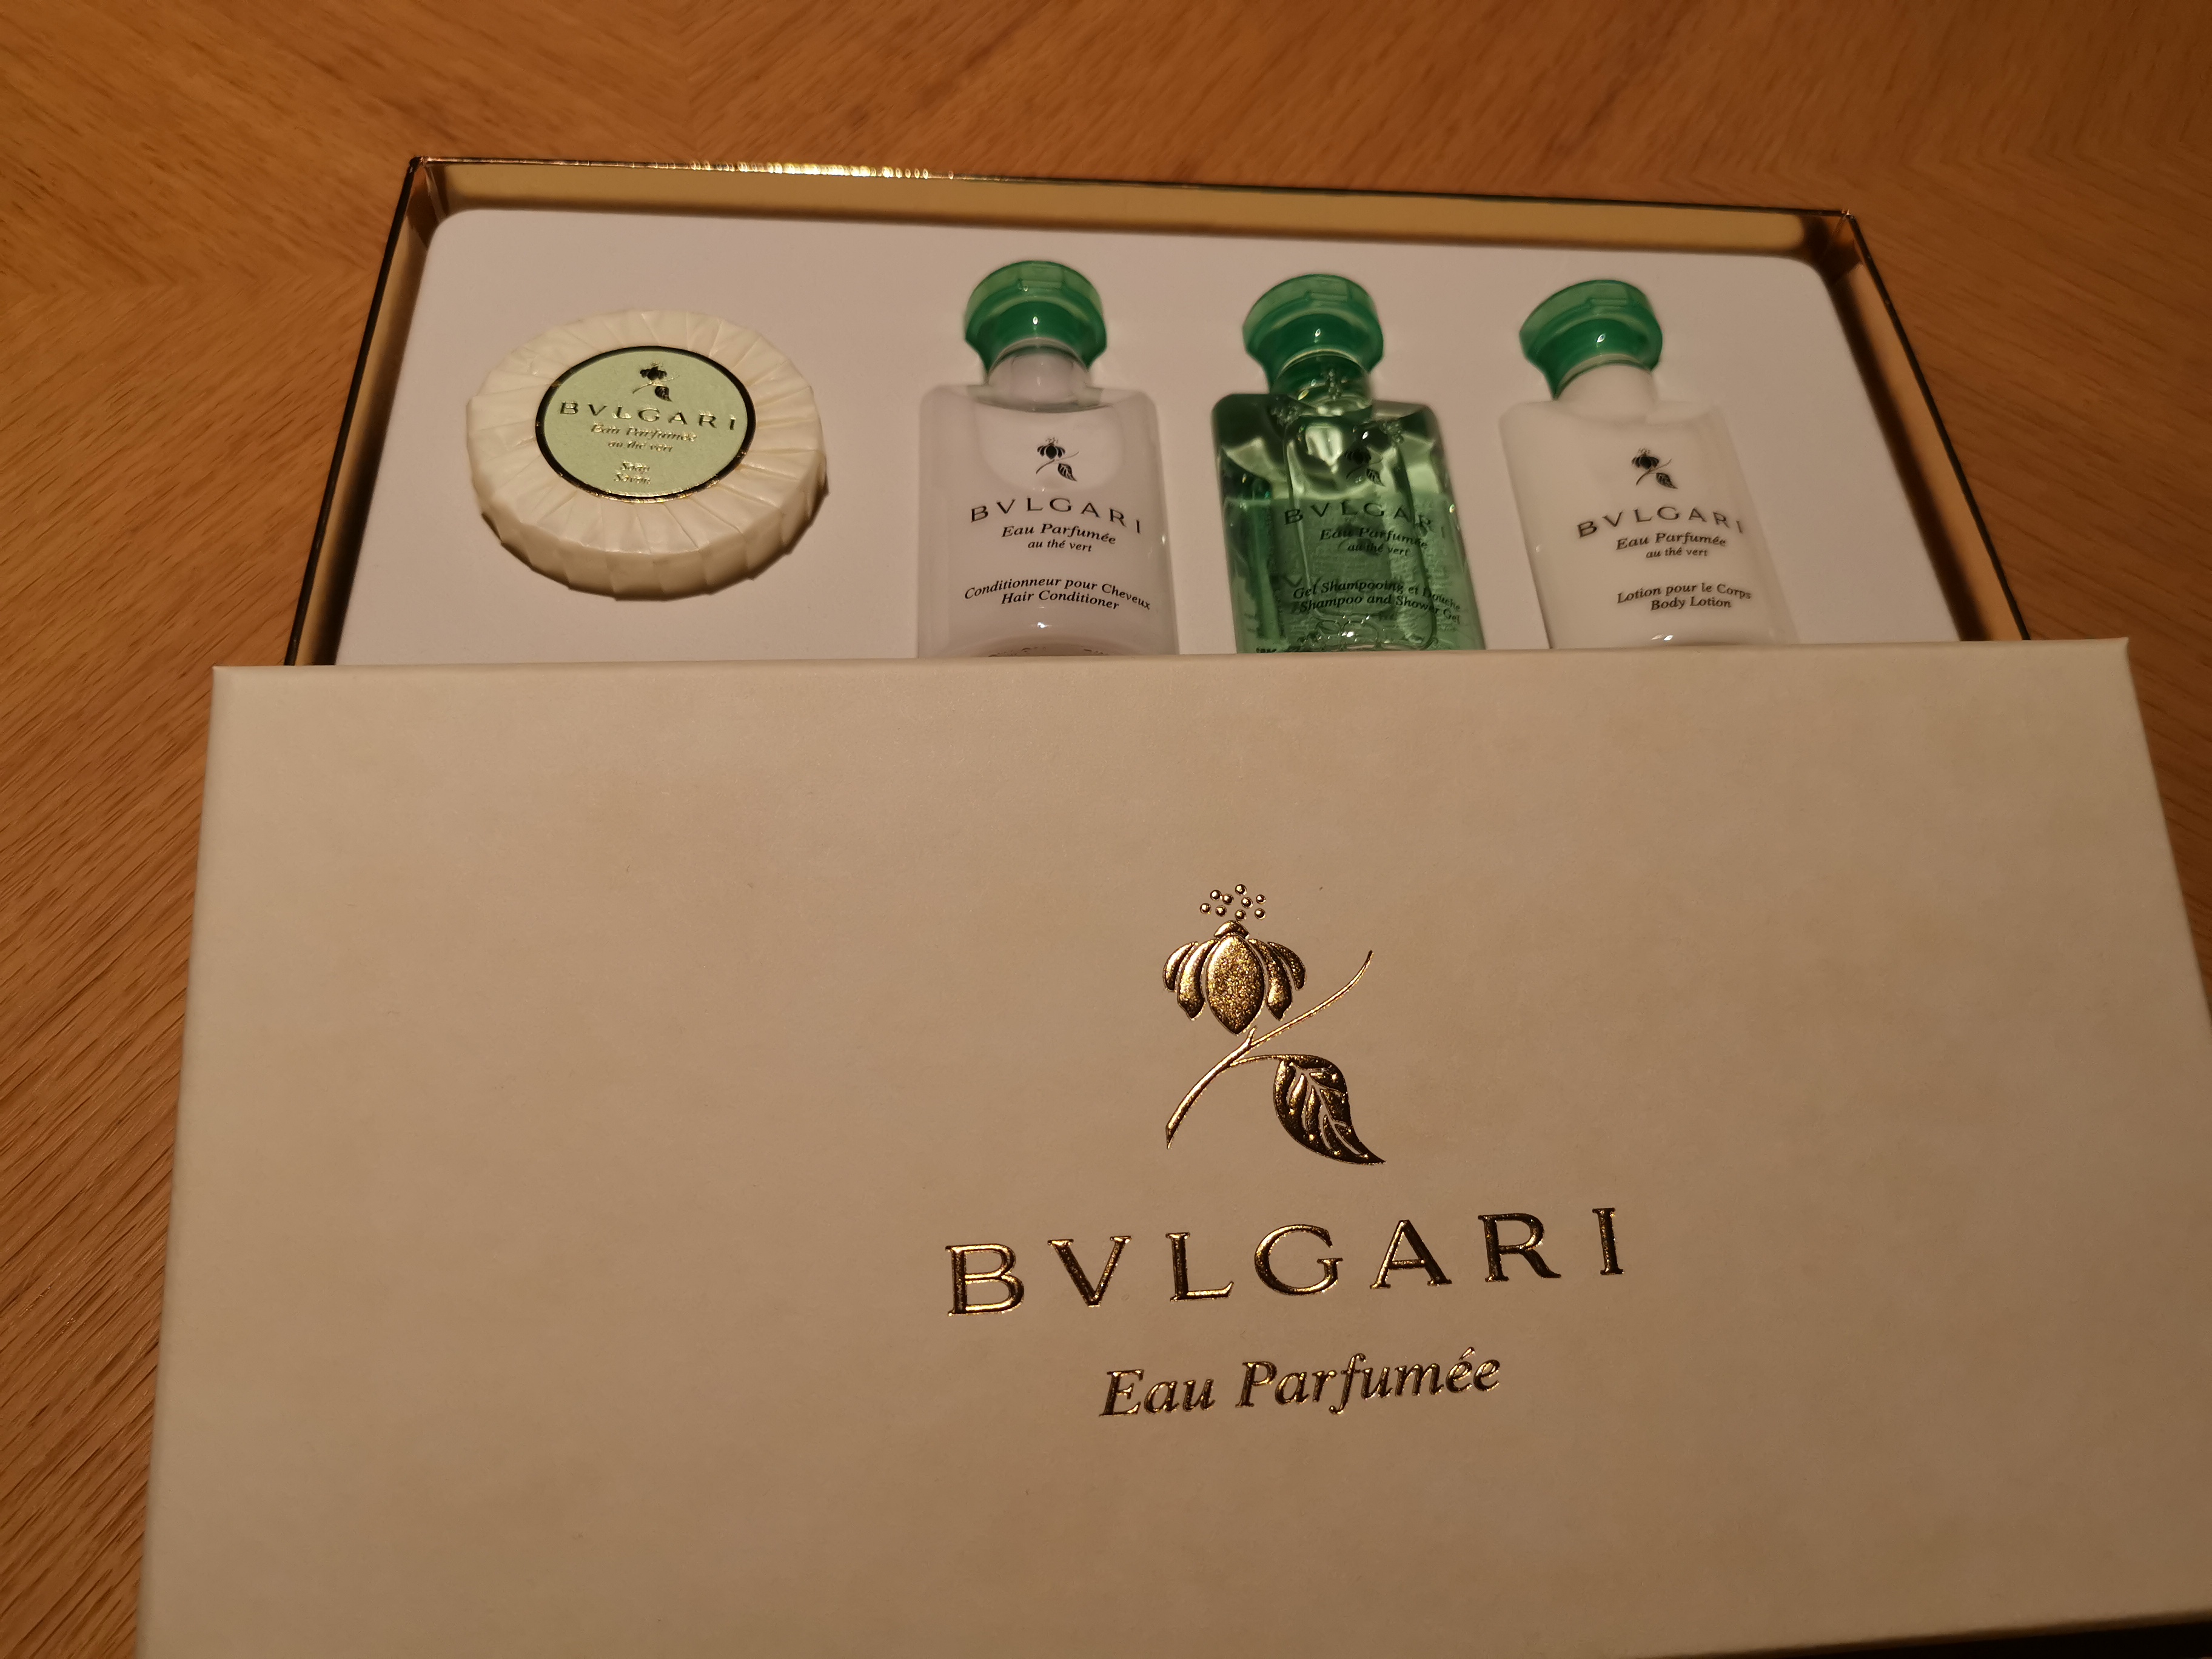 BVLGARI
Eau Parfumée
au thé vert
Soap
Savon
BVLGARI
Eau Parfumée
au thé vert
Conditionneur pour Cheveux
Hair Conditioner
BVLGARI
Eau Parfumée
au thé vert
Gel Shampooing et Douche
Shampoo and Shower Gel
BVLGARI
Eau Parfumée
au thé vert
Lotion pour le Corps
Body Lotion
BVLGARI
Eau Parfumée